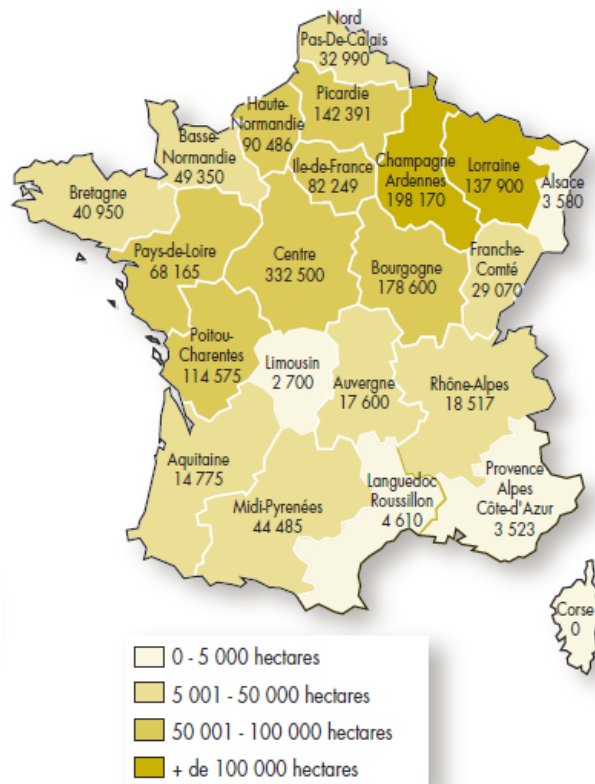 Nord
Pas-De-Calais
32 990
Picardie
142 391
Haute-
Normandie
90 486
Basse-
Normandie
49 350
Ile-de-France
82 249
Champagne
Ardennes
198 170
Lorraine
137 900
Alsace
3 580
Bretagne
40 950
Pays-de-Loire
68 165
Centre
332 500
Bourgogne
178 600
Franche-
Comté
29 070
Poitou-
Charentes
114 575
Limousin
2 700
Auvergne
17 600
Rhône-Alpes
18 517
Aquitaine
14 775
Midi-Pyrenées
44 485
Languedoc
Roussillon
4 610
Provence
Alpes
Côte-d'Azur
3 523
Corse
0
0 - 5 000 hectares
5 001 - 50 000 hectares
50 001 - 100 000 hectares
+ de 100 000 hectares